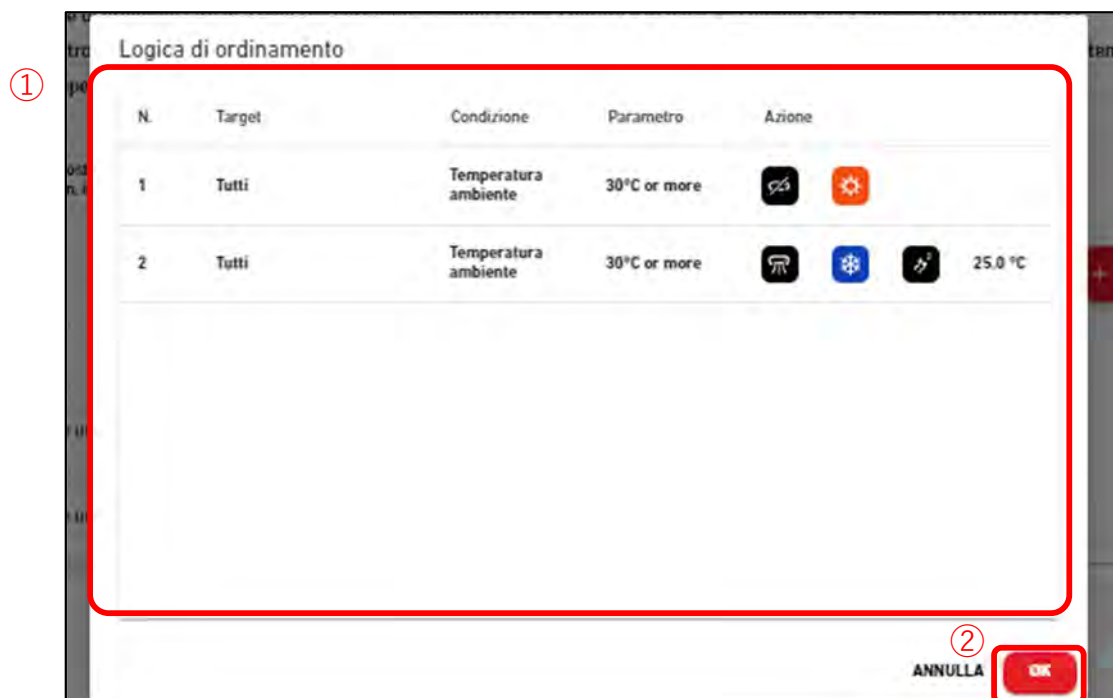 Logica di ordinamento
①
N. Target Condizione Parametro Azione
1 Tutti Temperatura ambiente 30°C or more
2 Tutti Temperatura ambiente 30°C or more 25.0 °C
②
ANNULLA OK